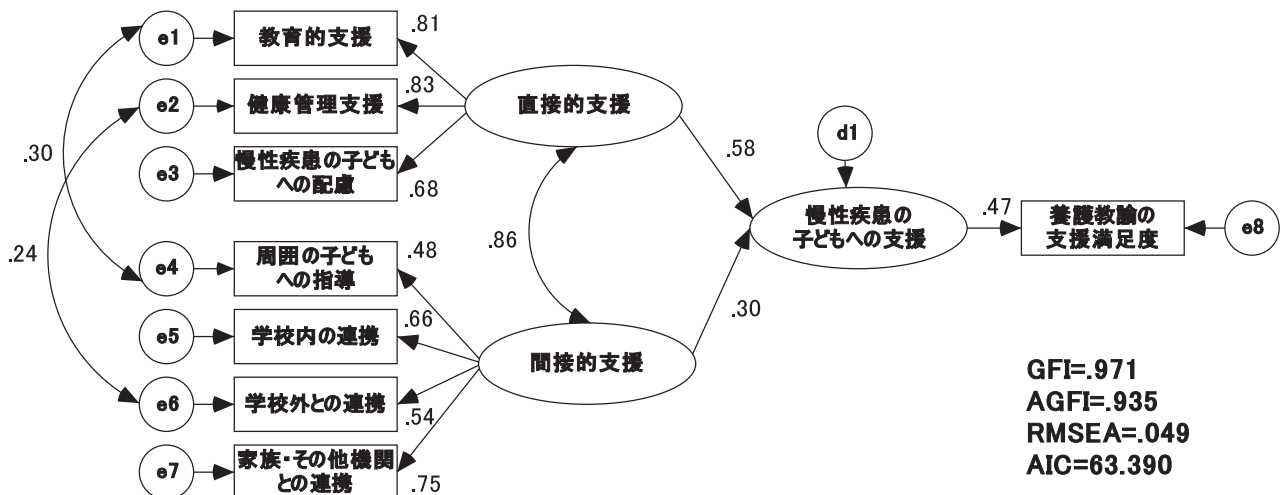 e1
教育的支援
.81
e2
健康管理支援
.83
直接的支援
d1
.30
e3
慢性疾患の子ども
への配慮
.68
.58
慢性疾患の
子どもへの支援
.47
養護教諭の
支援満足度
e8
.24
.86
e4
周囲の子ども
への指導
.48
.30
e5
学校内の連携
.66
間接的支援
e6
学校外との連携
.54
e7
家族・その他機関
との連携
.75
GFI=.971
AGFI=.935
RMSEA=.049
AIC=63.390